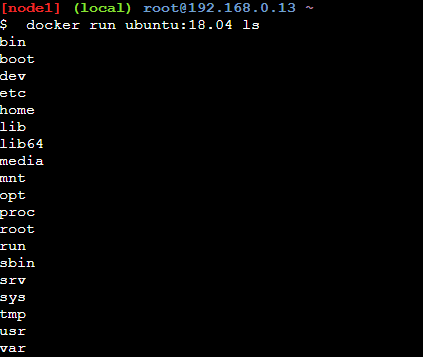 [node1] (local) root@192.168.0.13 ~
$  docker run ubuntu:18.04 ls
bin
boot
dev
etc
home
lib
lib64
media
mnt
opt
proc
root
run
sbin
srv
sys
tmp
usr
var